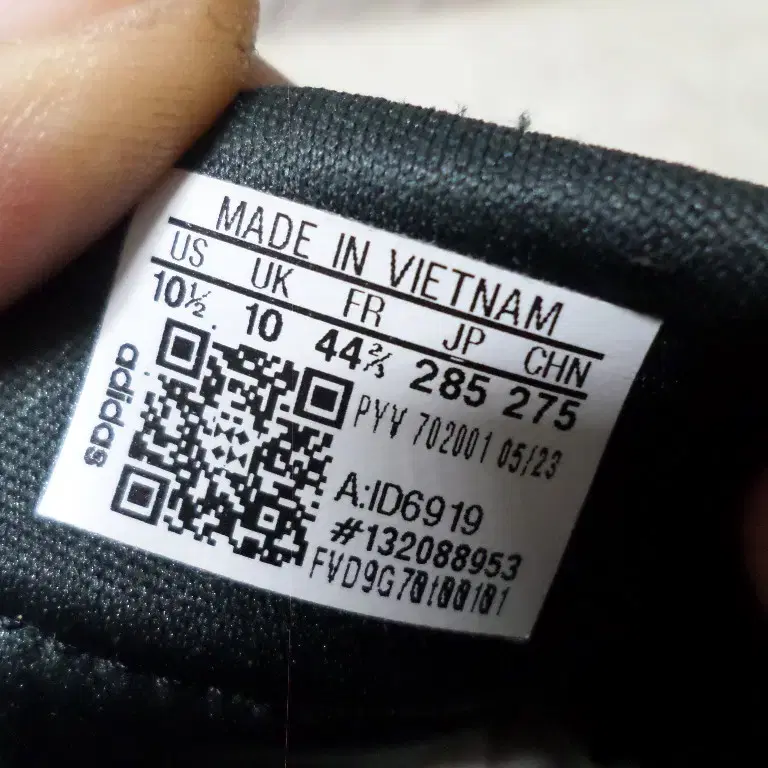 MADE IN VIETNAM
US UK FR JP CHN
10½ 10 44⅔ 285 275
adidas
PYV 702001 05/23
A:ID6919
#132088953